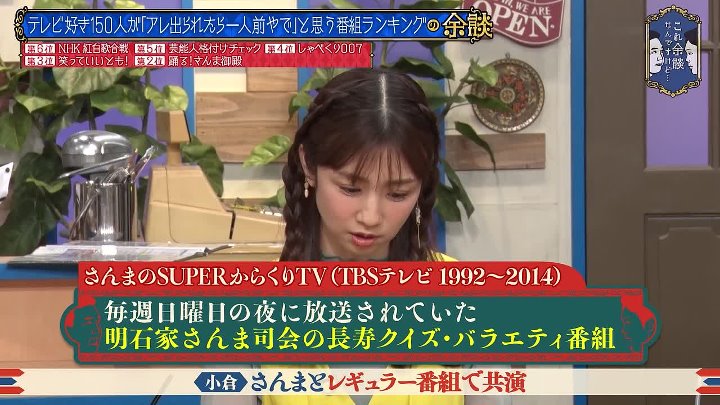 テレビ好き150人が「アレ出られたら一人前やで」と思う番組ランキングの余談
第6位 NHK 紅白歌合戦 第5位 芸能人格付けチェック 第4位 しゃべくり007
第3位 笑っていいとも! 第2位 踊る!さんま御殿
これ余談なんですけど…
さんまのSUPERからくりTV(TBSテレビ 1992～2014)
毎週日曜日の夜に放送されていた
明石家さんま司会の長寿クイズ・バラエティ番組
小倉 さんまとレギュラー番組で共演